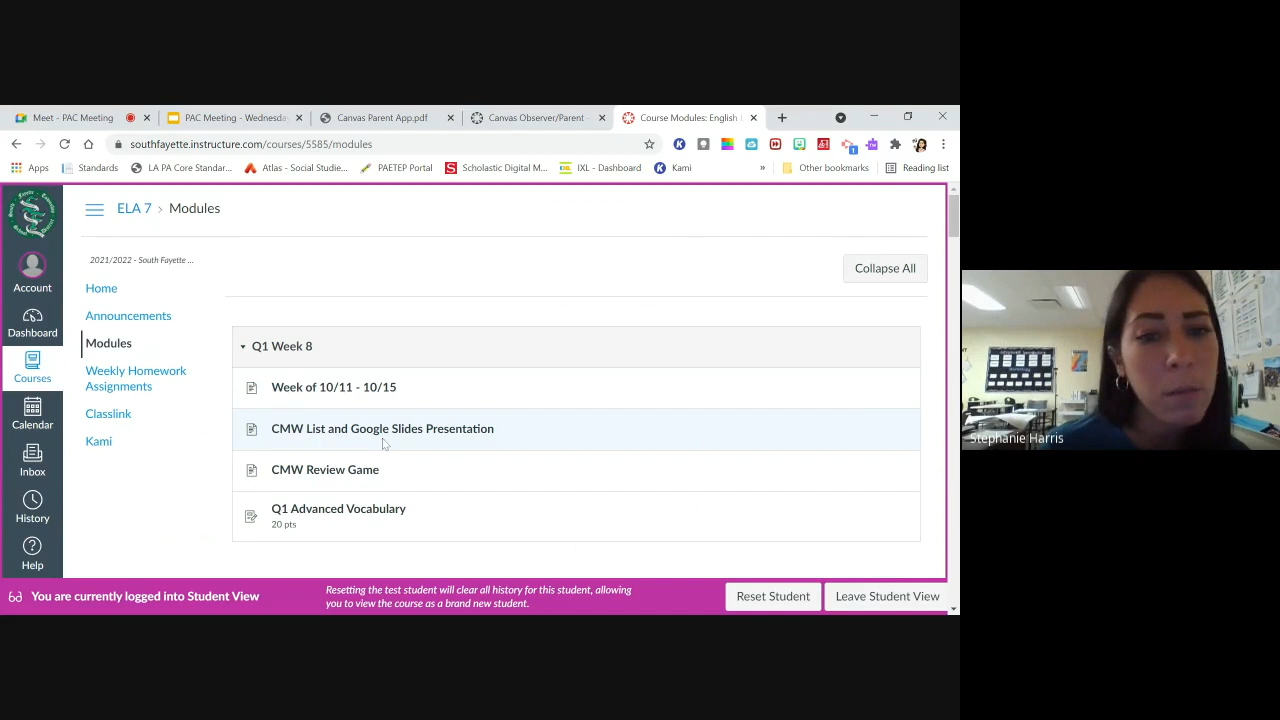 Meet - PAC Meeting
PAC Meeting - Wednesda
Canvas Parent App.pdf
Canvas Observer/Parent -
Course Modules: English
southfayette.instructure.com/courses/5585/modules
Apps
Standards
LA PA Core Standar...
Atlas - Social Studie...
PAETEP Portal
Scholastic Digital M...
IXL - Dashboard
Kami
»
Other bookmarks
Reading list
ELA 7 › Modules
2021/2022 - South Fayette ...
Collapse All
Account
Dashboard
Courses
Calendar
Inbox
History
Help
Home
Announcements
Modules
Weekly Homework
Assignments
Classlink
Kami
Q1 Week 8
Week of 10/11 - 10/15
CMW List and Google Slides Presentation
CMW Review Game
Q1 Advanced Vocabulary
20 pts
You are currently logged into Student View
Resetting the test student will clear all history for this student, allowing
you to view the course as a brand new student.
Reset Student
Leave Student View
Stephanie Harris